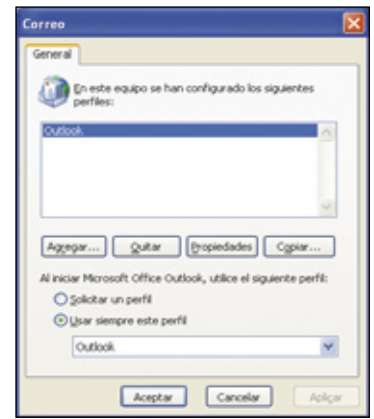 Correo
General
En este equipo se han configurado los siguientes
perfiles:
Outlook
Agregar... Quitar Propiedades Copiar...
Al iniciar Microsoft Office Outlook, utilice el siguiente perfil:
Solicitar un perfil
Usar siempre este perfil
Outlook
Aceptar Cancelar Aplicar